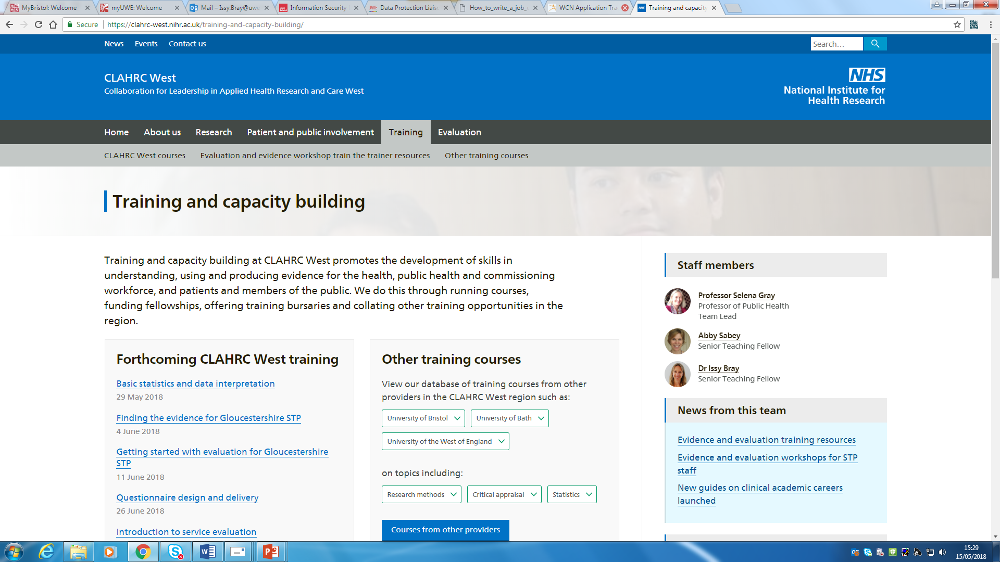 MyBristol: Welcome
myUWE: Welcome
Mail – Issy.Bray@uwe
Information Security
Data Protection Liais
How_to_write_a_job_
WCN Application Tra
Training and capacity
Secure
https://clahrc-west.nihr.ac.uk/training-and-capacity-building/
News Events Contact us
Search...
CLAHRC West
Collaboration for Leadership in Applied Health Research and Care West
NHS
National Institute for
Health Research
Home About us Research Patient and public involvement Training Evaluation
CLAHRC West courses Evaluation and evidence workshop train the trainer resources Other training courses
Training and capacity building
Training and capacity building at CLAHRC West promotes the development of skills in
understanding, using and producing evidence for the health, public health and commissioning
workforce, and patients and members of the public. We do this through running courses,
funding fellowships, offering training bursaries and collating other training opportunities in the
region.
Forthcoming CLAHRC West training
Basic statistics and data interpretation
29 May 2018
Finding the evidence for Gloucestershire STP
4 June 2018
Getting started with evaluation for Gloucestershire
STP
11 June 2018
Questionnaire design and delivery
26 June 2018
Introduction to service evaluation
Other training courses
View our database of training courses from other
providers in the CLAHRC West region such as:
University of Bristol
University of Bath
University of the West of England
on topics including:
Research methods
Critical appraisal
Statistics
Courses from other providers
Staff members
Professor Selena Gray
Professor of Public Health
Team Lead
Abby Sabey
Senior Teaching Fellow
Dr Issy Bray
Senior Teaching Fellow
News from this team
Evidence and evaluation training resources
Evidence and evaluation workshops for STP
staff
New guides on clinical academic careers
launched
15:29
15/05/2018